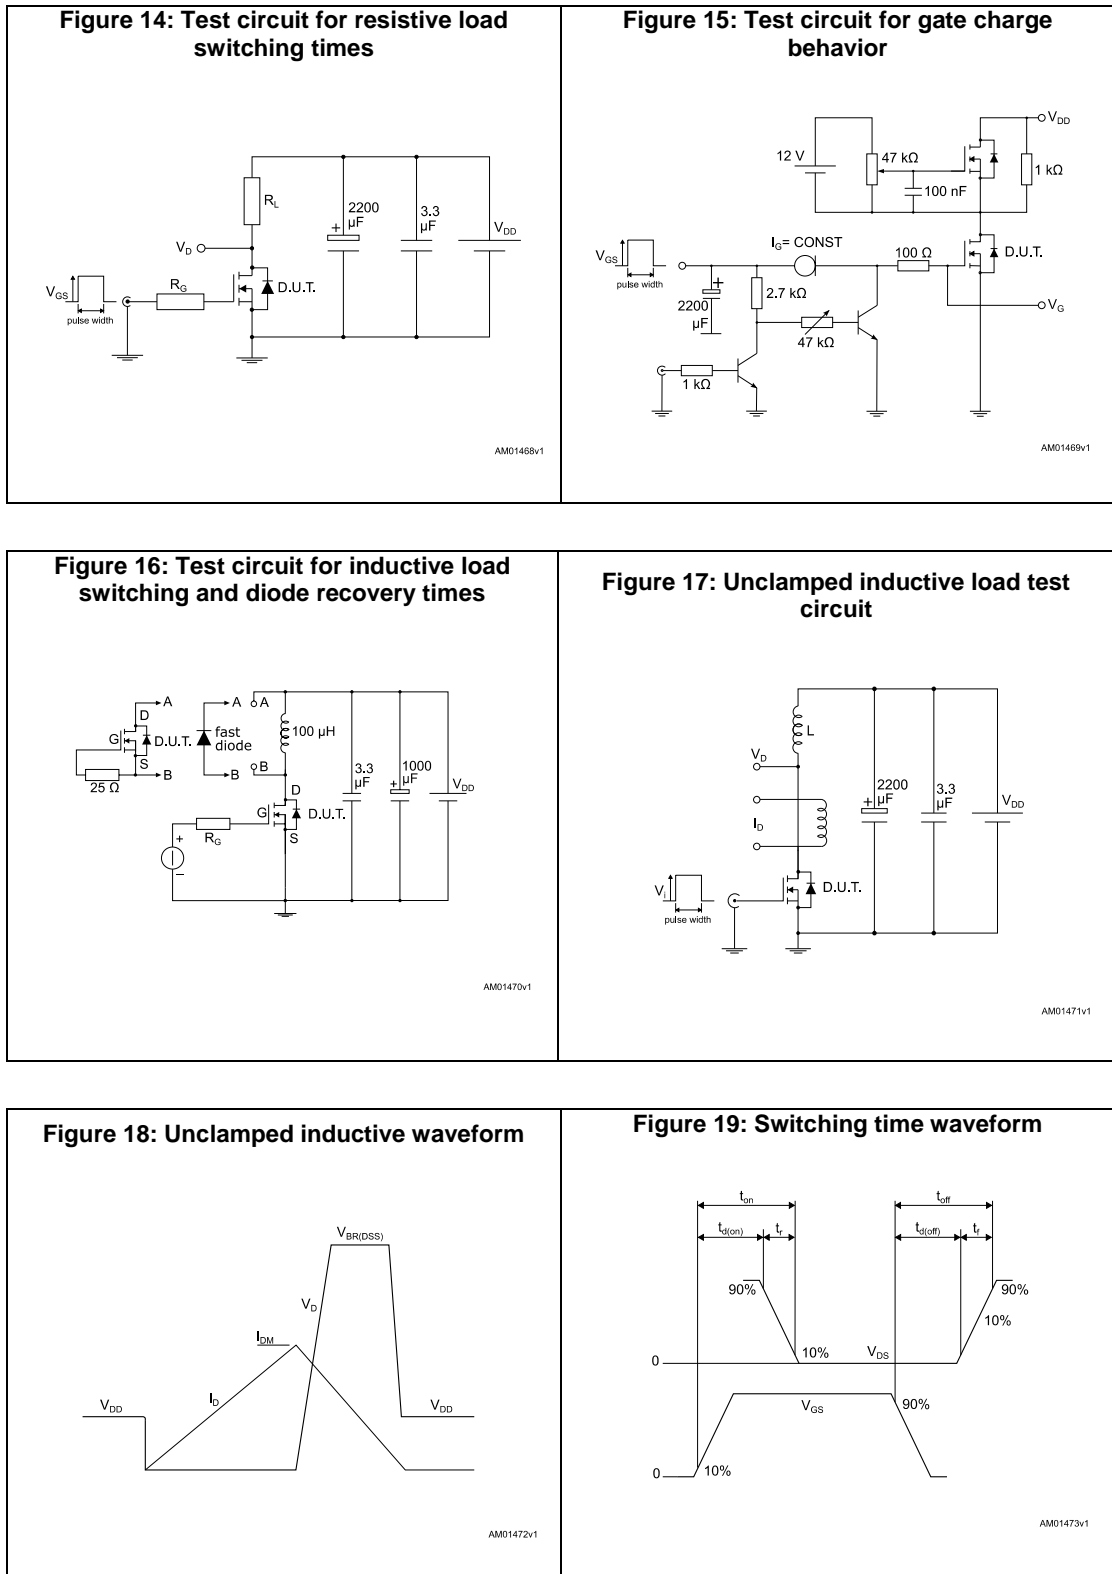 Figure 14: Test circuit for resistive load
switching times
R_L
2200
μF
3.3
μF
V_DD
V_D
V_GS
pulse width
R_G
D.U.T.
AM01468v1
Figure 15: Test circuit for gate charge
behavior
V_DD
12 V
47 kΩ
1 kΩ
100 nF
I_G= CONST
100 Ω
D.U.T.
V_GS
pulse width
2.7 kΩ
2200
μF
V_G
47 kΩ
1 kΩ
AM01469v1
Figure 16: Test circuit for inductive load
switching and diode recovery times
A
A
A
D
G
D.U.T.
fast
diode
100 μH
S
B
B
B
25 Ω
3.3
μF
1000
μF
V_DD
D
G
D.U.T.
S
R_G
AM01470v1
Figure 17: Unclamped inductive load test
circuit
L
V_D
2200
μF
3.3
μF
V_DD
I_D
V_i
pulse width
D.U.T.
AM01471v1
Figure 18: Unclamped inductive waveform
V_BR(DSS)
V_D
I_DM
I_D
V_DD
V_DD
AM01472v1
Figure 19: Switching time waveform
t_on
t_off
t_d(on)
t_r
t_d(off)
t_f
90%
90%
10%
10%
0
V_DS
V_GS
90%
0
10%
AM01473v1